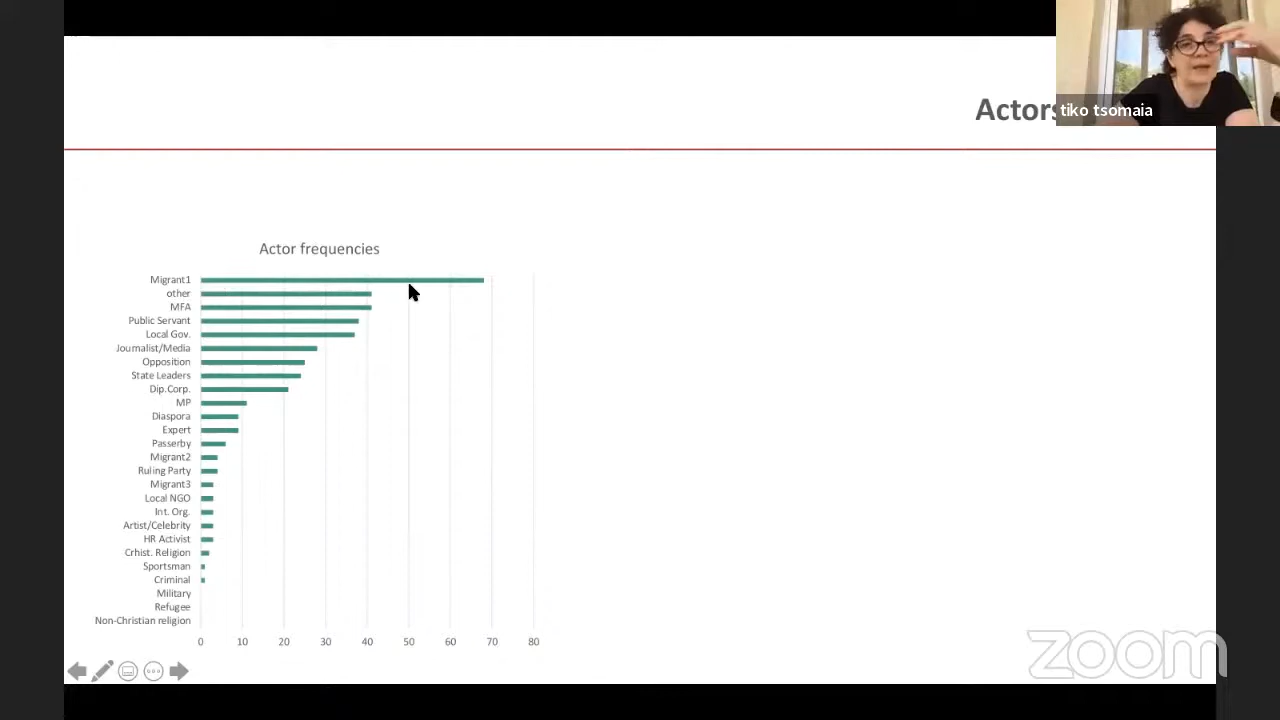 Actors
tiko tsomaia
Actor frequencies
Migrant1
other
MFA
Public Servant
Local Gov.
Journalist/Media
Opposition
State Leaders
Dip.Corp.
MP
Diaspora
Expert
Passerby
Migrant2
Ruling Party
Migrant3
Local NGO
Int. Org.
Artist/Celebrity
HR Activist
Crhist. Religion
Sportsman
Criminal
Military
Refugee
Non-Christian religion
0 10 20 30 40 50 60 70 80
zoom